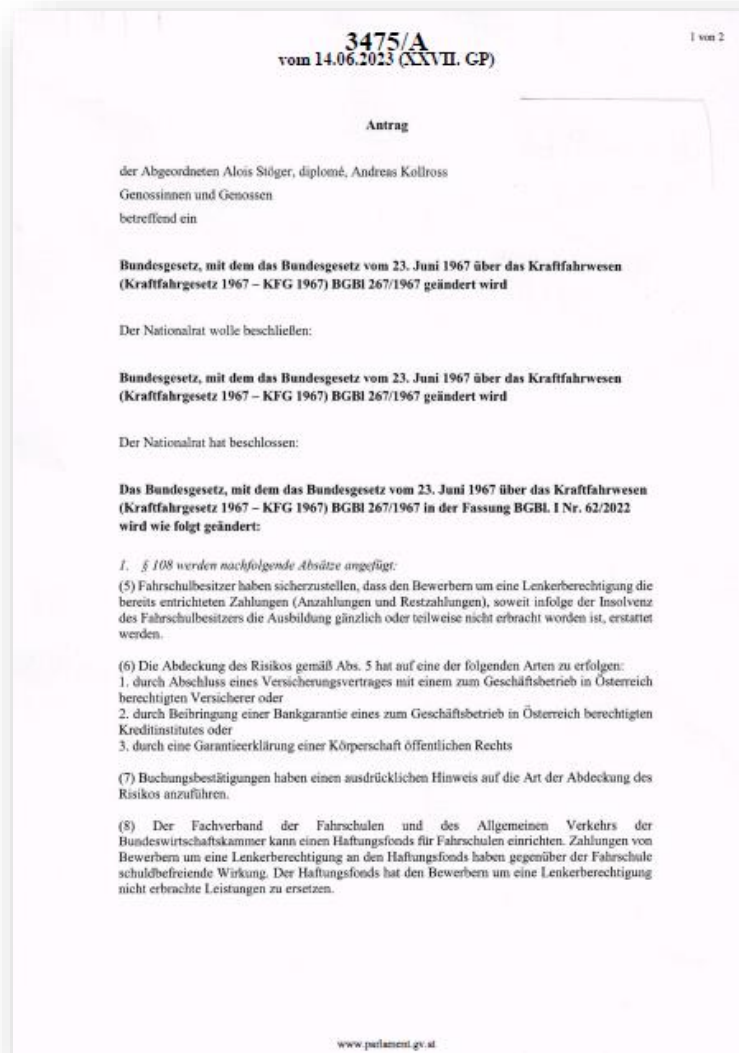 3475/A
vom 14.06.2023 (XXVII. GP)
1 von 2
Antrag
der Abgeordneten Alois Stöger, diplomé, Andreas Kollross
Genossinnen und Genossen
betreffend ein
Bundesgesetz, mit dem das Bundesgesetz vom 23. Juni 1967 über das Kraftfahrwesen
(Kraftfahrgesetz 1967 – KFG 1967) BGBl 267/1967 geändert wird
Der Nationalrat wolle beschließen:
Bundesgesetz, mit dem das Bundesgesetz vom 23. Juni 1967 über das Kraftfahrwesen
(Kraftfahrgesetz 1967 – KFG 1967) BGBl 267/1967 geändert wird
Der Nationalrat hat beschlossen:
Das Bundesgesetz, mit dem das Bundesgesetz vom 23. Juni 1967 über das Kraftfahrwesen
(Kraftfahrgesetz 1967 – KFG 1967) BGBl 267/1967 in der Fassung BGBl. I Nr. 62/2022
wird wie folgt geändert:
1. § 108 werden nachfolgende Absätze angefügt:
(5) Fahrschulbesitzer haben sicherzustellen, dass den Bewerbern um eine Lenkerberechtigung die
bereits entrichteten Zahlungen (Anzahlungen und Restzahlungen), soweit infolge der Insolvenz
des Fahrschulbesitzers die Ausbildung gänzlich oder teilweise nicht erbracht worden ist, erstattet
werden.
(6) Die Abdeckung des Risikos gemäß Abs. 5 hat auf eine der folgenden Arten zu erfolgen:
1. durch Abschluss eines Versicherungsvertrages mit einem zum Geschäftsbetrieb in Österreich
berechtigten Versicherer oder
2. durch Beibringung einer Bankgarantie eines zum Geschäftsbetrieb in Österreich berechtigten
Kreditinstitutes oder
3. durch eine Garantieerklärung einer Körperschaft öffentlichen Rechts
(7) Buchungsbestätigungen haben einen ausdrücklichen Hinweis auf die Art der Abdeckung des
Risikos anzuführen.
(8) Der Fachverband der Fahrschulen und des Allgemeinen Verkehrs der
Bundeswirtschaftskammer kann einen Haftungsfonds für Fahrschulen einrichten. Zahlungen von
Bewerbern um eine Lenkerberechtigung an den Haftungsfonds haben gegenüber der Fahrschule
schuldbefreiende Wirkung. Der Haftungsfonds hat den Bewerbern um eine Lenkerberechtigung
nicht erbrachte Leistungen zu ersetzen.
www.parlament.gv.at